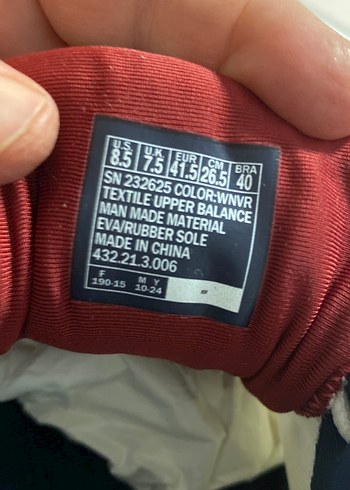 U.S. U.K. EUR CM BRA
8.5 7.5 41.5 26.5 40
SN 232625 COLOR:WNVR
TEXTILE UPPER BALANCE
MAN MADE MATERIAL
EVA/RUBBER SOLE
MADE IN CHINA
432.21.3.006
F M Y
190-15 10-24